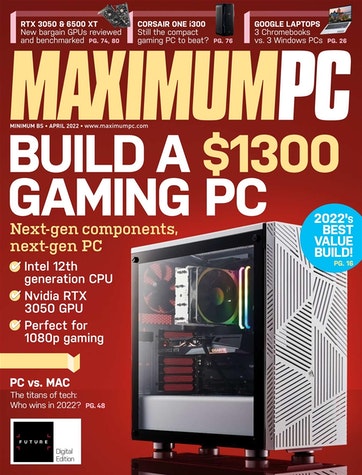 RTX 3050 & 6500 XT
New bargain GPUs reviewed
and benchmarked PG. 74, 80
CORSAIR ONE i300
Still the compact
gaming PC to beat? PG. 76
GOOGLE LAPTOPS
3 Chromebooks
vs. 3 Windows PCs PG. 26
MAXIMUMPC
MINIMUM BS • APRIL 2022 • www.maximumpc.com
BUILD A $1300
GAMING PC
Next-gen components,
next-gen PC
Intel 12th
generation CPU
Nvidia RTX
3050 GPU
Perfect for
1080p gaming
2022's
BEST
VALUE
BUILD!
PG. 16
PC vs. MAC
The titans of tech:
Who wins in 2022? PG. 48
FUTURE
Digital
Edition